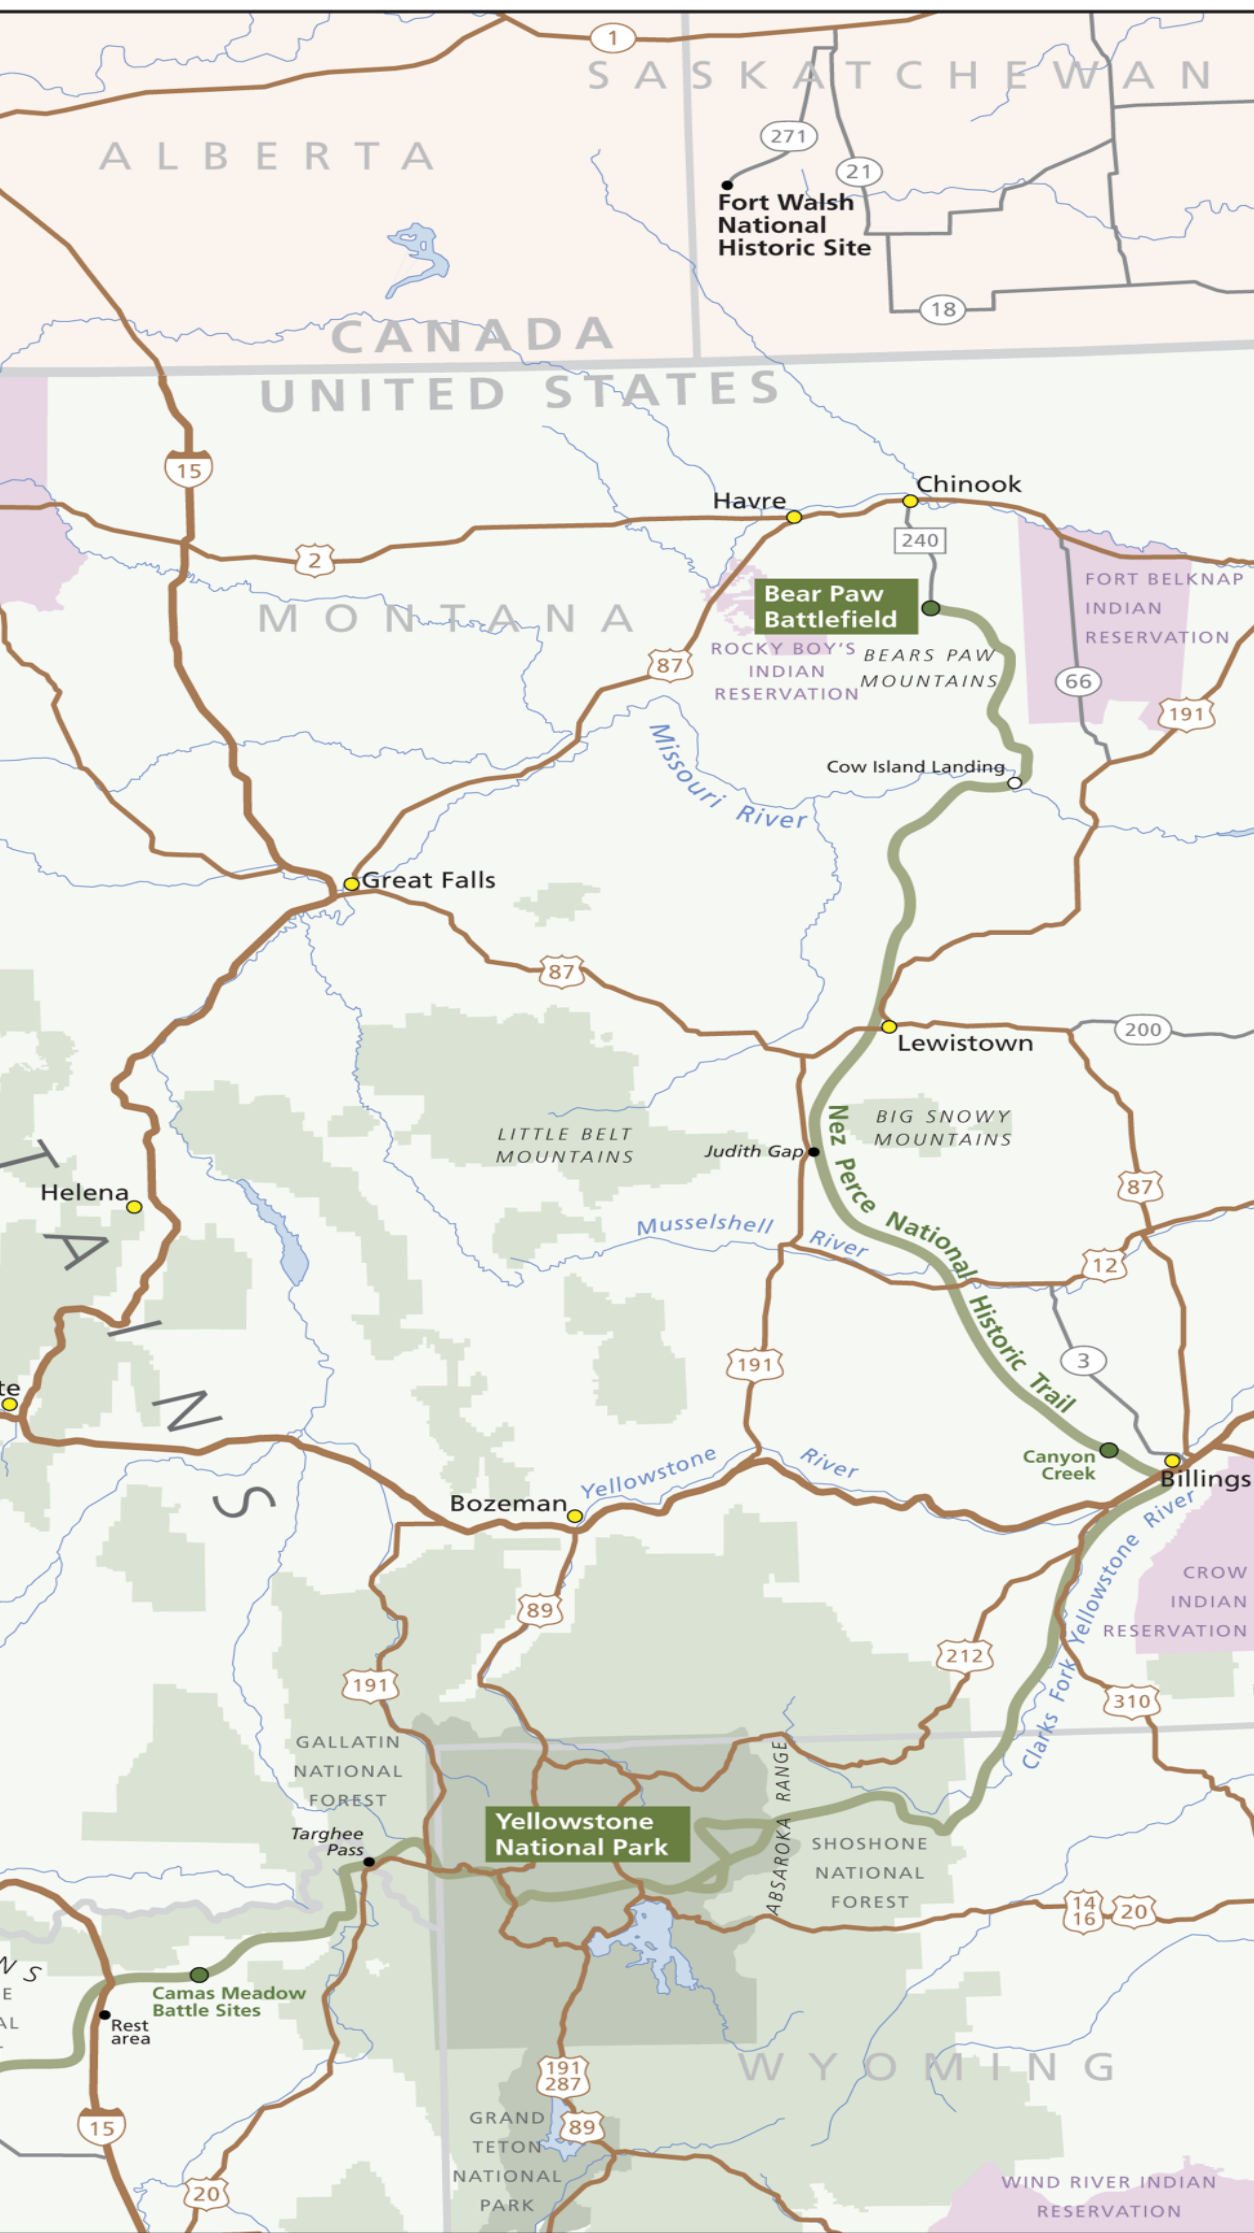 1
SASKATCHEWAN
ALBERTA
271
21
Fort Walsh
National
Historic Site
18
CANADA
UNITED STATES
15
Chinook
Havre
240
2
FORT BELKNAP
INDIAN
RESERVATION
Bear Paw
Battlefield
MONTANA
ROCKY BOY'S
INDIAN
RESERVATION
BEARS PAW
MOUNTAINS
87
66
191
Missouri River
Cow Island Landing
Great Falls
87
Lewistown
200
LITTLE BELT
MOUNTAINS
BIG SNOWY
MOUNTAINS
Judith Gap
Nez Perce National Historic Trail
87
Helena
Musselshell River
12
TAINS
191
3
te
Canyon
Creek
Billings
Yellowstone River
Bozeman
Clarks Fork Yellowstone River
CROW
INDIAN
RESERVATION
89
212
191
310
GALLATIN
NATIONAL
FOREST
ABSAROKA RANGE
Yellowstone
National Park
Targhee
Pass
SHOSHONE
NATIONAL
FOREST
14
16
20
NS
E
AL
T
Camas Meadow
Battle Sites
Rest
area
WYOMING
191
287
89
15
GRAND
TETON
NATIONAL
PARK
20
WIND RIVER INDIAN
RESERVATION